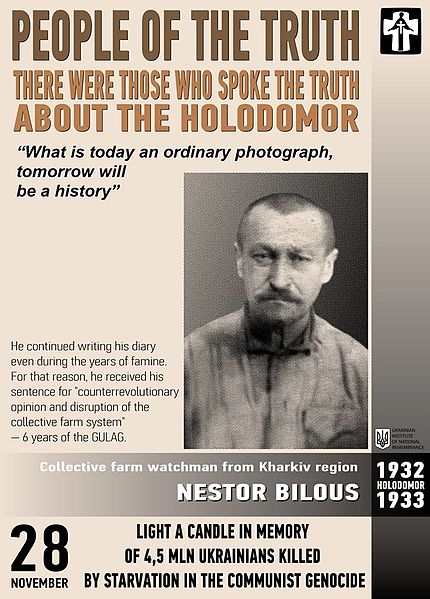 PEOPLE OF THE TRUTH
THERE WERE THOSE WHO SPOKE THE TRUTH
ABOUT THE HOLODOMOR
“What is today an ordinary photograph,
tomorrow will
be a history”
He continued writing his diary
even during the years of famine.
For that reason, he received his
sentence for “counterrevolutionary
opinion and disruption of the
collective farm system”
— 6 years of the GULAG.
UKRAINIAN
INSTITUTE
OF NATIONAL
REMEMBRANCE
Collective farm watchman from Kharkiv region
NESTOR BILOUS
1932
HOLODOMOR
1933
28
NOVEMBER
LIGHT A CANDLE IN MEMORY
OF 4,5 MLN UKRAINIANS KILLED
BY STARVATION IN THE COMMUNIST GENOCIDE